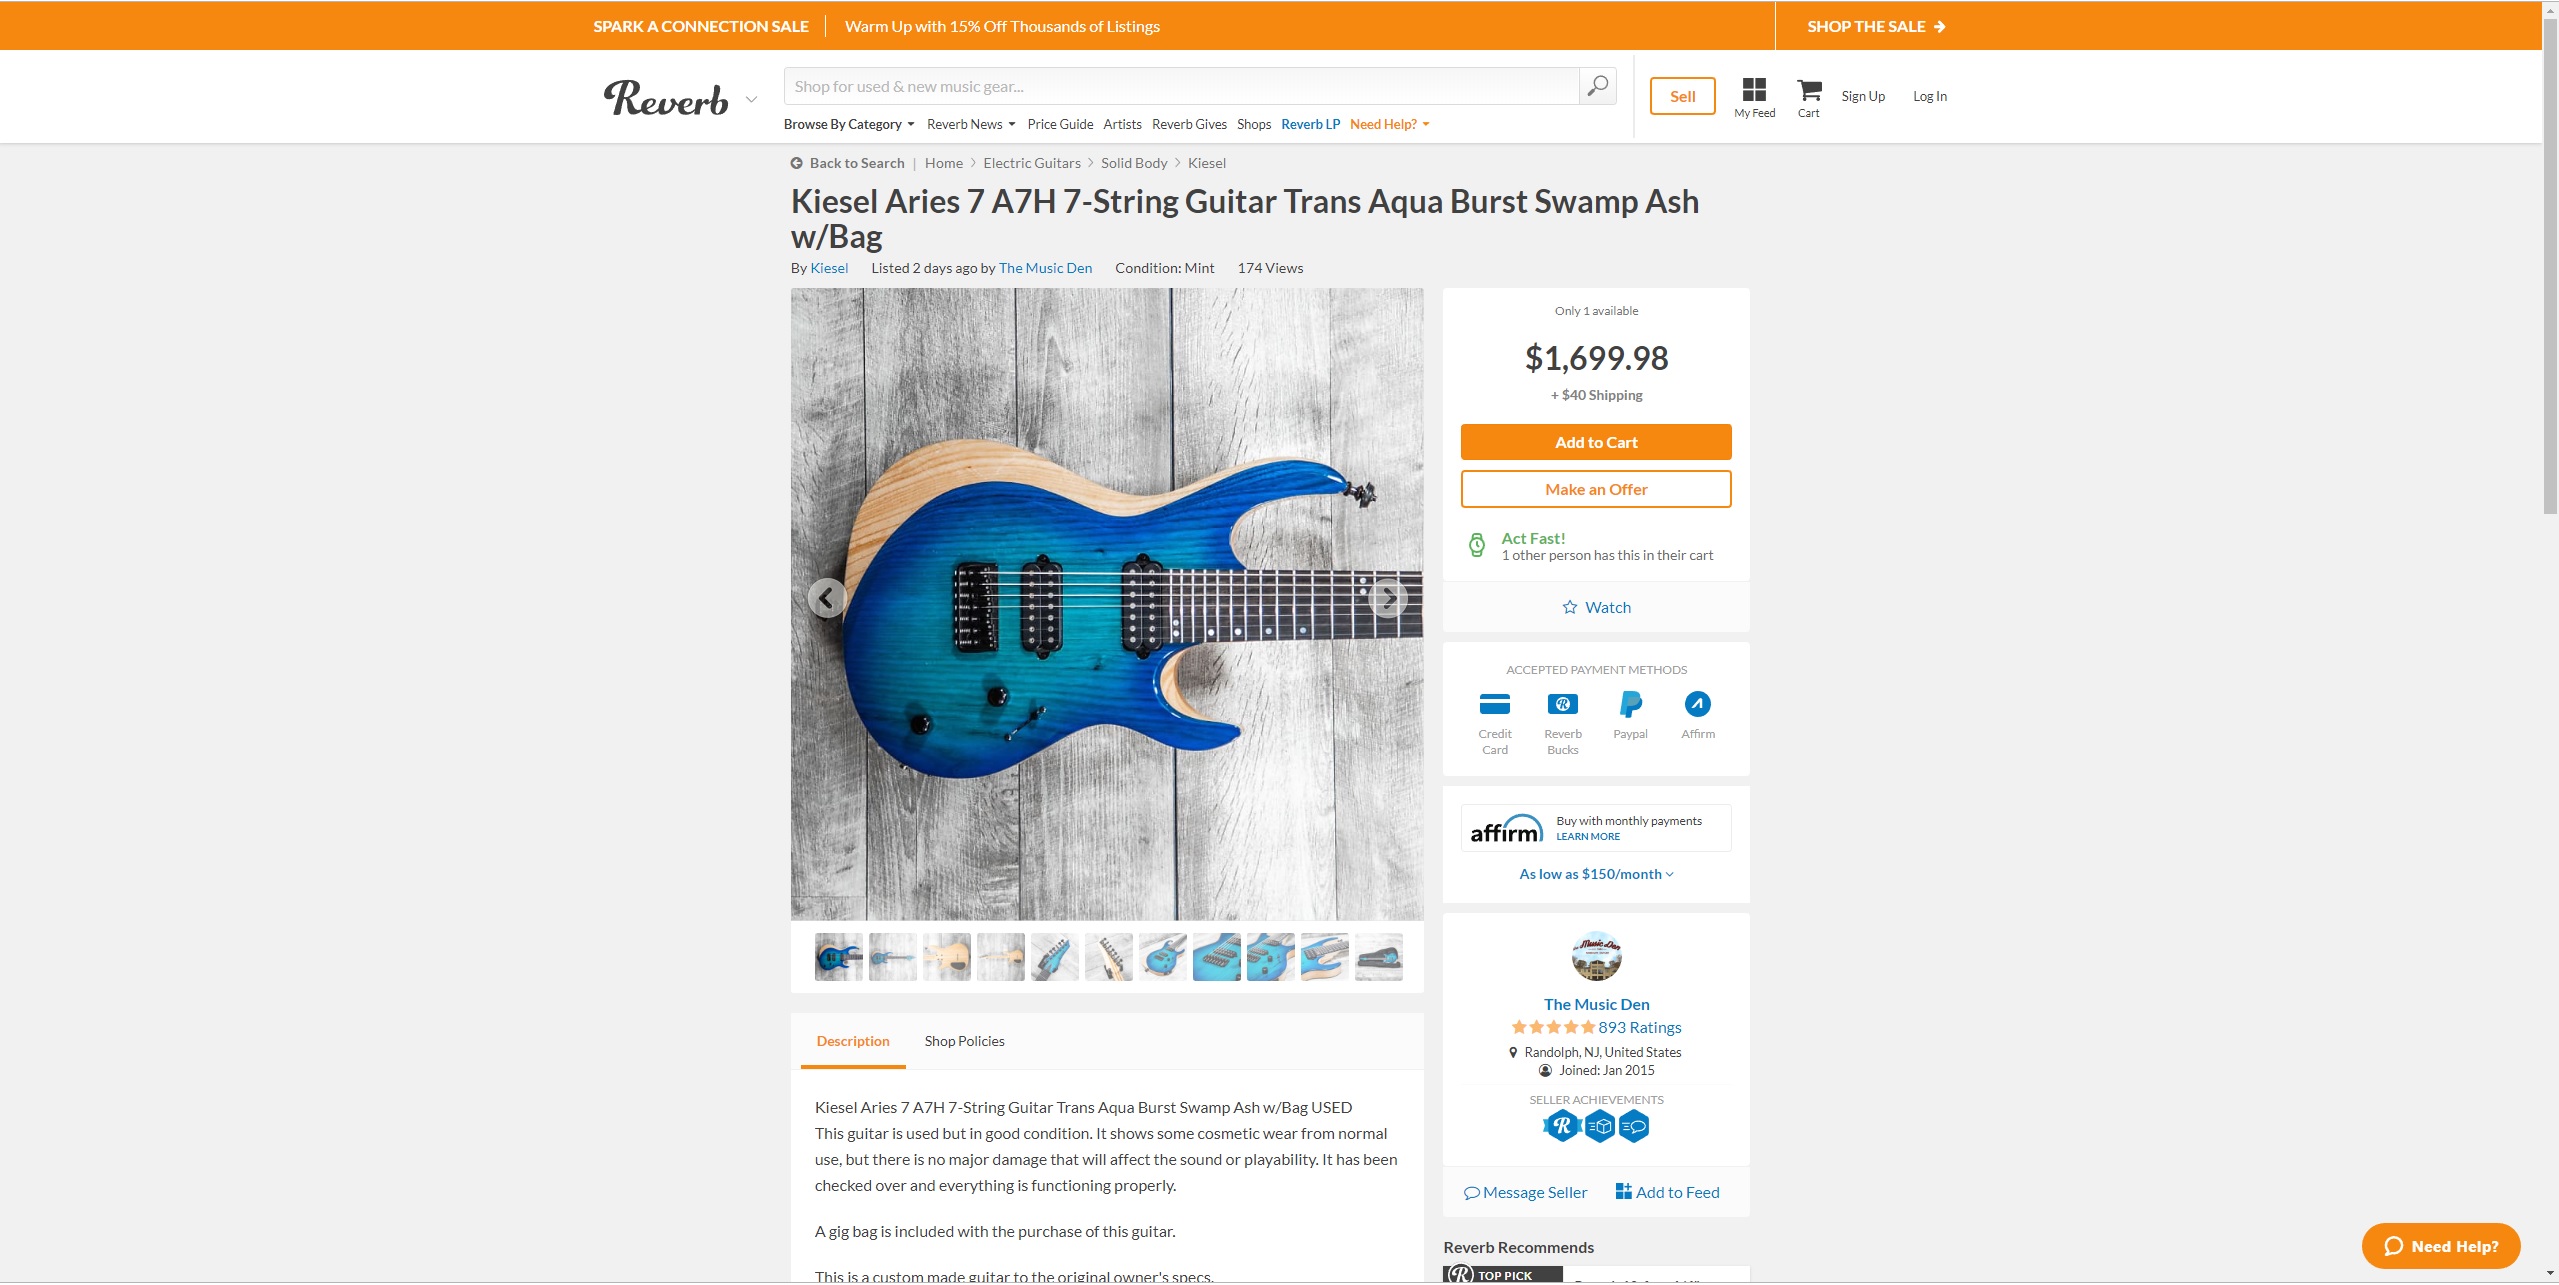 SPARK A CONNECTION SALE
Warm Up with 15% Off Thousands of Listings
SHOP THE SALE
Reverb
Shop for used & new music gear...
Sell
My Feed
Cart
Sign Up
Log In
Browse By Category
Reverb News
Price Guide
Artists
Reverb Gives
Shops
Reverb LP
Need Help?
Back to Search | Home > Electric Guitars > Solid Body > Kiesel
Kiesel Aries 7 A7H 7-String Guitar Trans Aqua Burst Swamp Ash
w/Bag
By Kiesel
Listed 2 days ago by The Music Den
Condition: Mint
174 Views
Only 1 available
$1,699.98
+ $40 Shipping
Add to Cart
Make an Offer
Act Fast!
1 other person has this in their cart
Watch
ACCEPTED PAYMENT METHODS
Credit
Card
Reverb
Bucks
Paypal
Affirm
affirm
Buy with monthly payments
LEARN MORE
As low as $150/month
The Music Den
893 Ratings
Randolph, NJ, United States
Joined: Jan 2015
SELLER ACHIEVEMENTS
Message Seller
Add to Feed
Reverb Recommends
TOP PICK
Description
Shop Policies
Kiesel Aries 7 A7H 7-String Guitar Trans Aqua Burst Swamp Ash w/Bag USED
This guitar is used but in good condition. It shows some cosmetic wear from normal
use, but there is no major damage that will affect the sound or playability. It has been
checked over and everything is functioning properly.
A gig bag is included with the purchase of this guitar.
This is a custom made guitar to the original owner's specs.
Need Help?